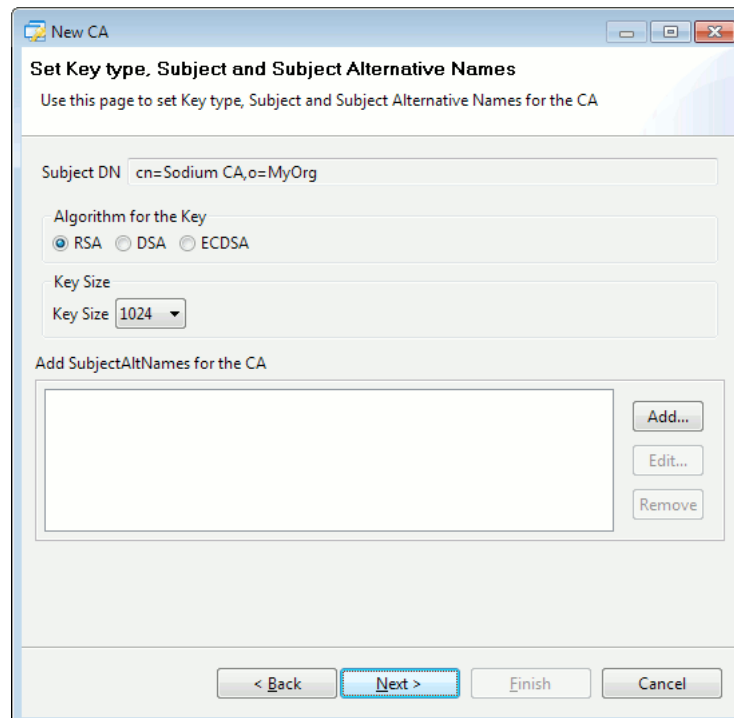 New CA
Set Key type, Subject and Subject Alternative Names
Use this page to set Key type, Subject and Subject Alternative Names for the CA
Subject DN cn=Sodium CA,o=MyOrg
Algorithm for the Key
RSA DSA ECDSA
Key Size
Key Size 1024
Add SubjectAltNames for the CA
Add...
Edit...
Remove
< Back Next > Finish Cancel